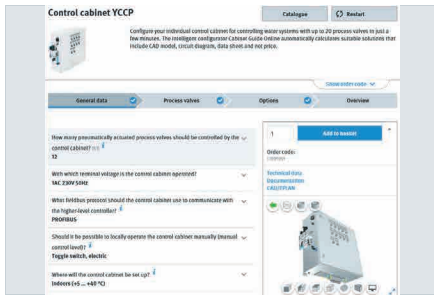 Control cabinet YCCP
Catalogue
Restart
Configure your individual control cabinet for controlling water systems with up to 20 process valves in just a
few minutes. The intelligent configurator Cabinet Guide Online automatically calculates suitable solutions that
include CAD model, circuit diagram, data sheets and net price.
Show order code
General data
Process valves
Options
Overview
How many pneumatically actuated process valves should be controlled by the
control cabinet?
12
With which terminal voltage is the control cabinet operated?
1AC 230V 50Hz
What fieldbus protocol should the control cabinet use to communicate with
the higher-level controller?
PROFIBUS
Should it be possible to locally operate the control cabinet manually (manual
control level)?
Toggle switch, electric
Where will the control cabinet be set up?
Indoors (+5 ... +40 °C)
1
Add to basket
Order code:
Technical data
Documentation
CAD/EPLAN